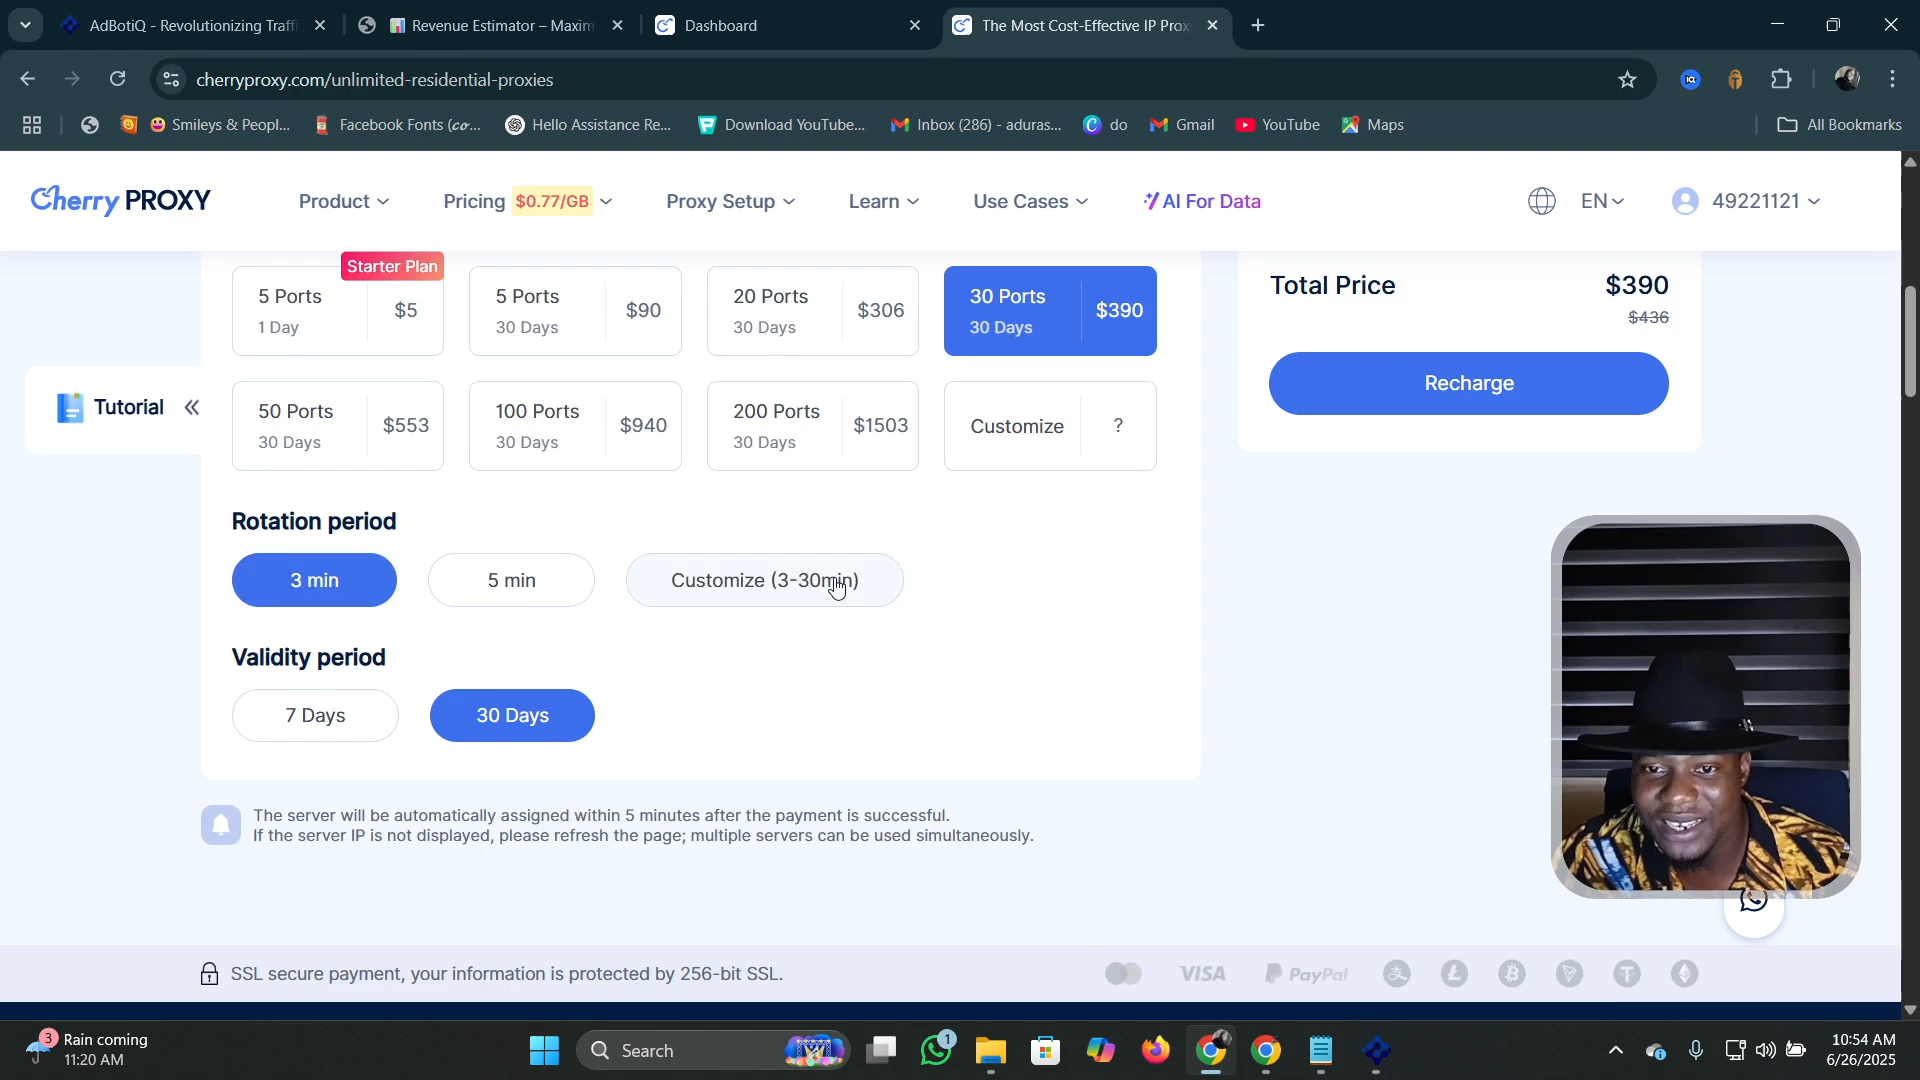 AdBotiQ - Revolutionizing Traffi
Revenue Estimator – Maxim
Dashboard
The Most Cost-Effective IP Prox
cherryproxy.com/unlimited-residential-proxies
Smileys & Peopl...
Facebook Fonts (𝒸ℴ...
Hello Assistance Re...
Download YouTube...
Inbox (286) - aduras...
do
Gmail
YouTube
Maps
All Bookmarks
Cherry PROXY
Product
Pricing $0.77/GB
Proxy Setup
Learn
Use Cases
AI For Data
EN
49221121
Starter Plan
5 Ports
1 Day
$5
5 Ports
30 Days
$90
20 Ports
30 Days
$306
30 Ports
30 Days
$390
Total Price
$390
$436
Recharge
Tutorial
50 Ports
30 Days
$553
100 Ports
30 Days
$940
200 Ports
30 Days
$1503
Customize
?
Rotation period
3 min
5 min
Customize (3-30min)
Validity period
7 Days
30 Days
The server will be automatically assigned within 5 minutes after the payment is successful.
If the server IP is not displayed, please refresh the page; multiple servers can be used simultaneously.
SSL secure payment, your information is protected by 256-bit SSL.
VISA
PayPal
3
Rain coming
11:20 AM
Search
1
10:54 AM
6/26/2025